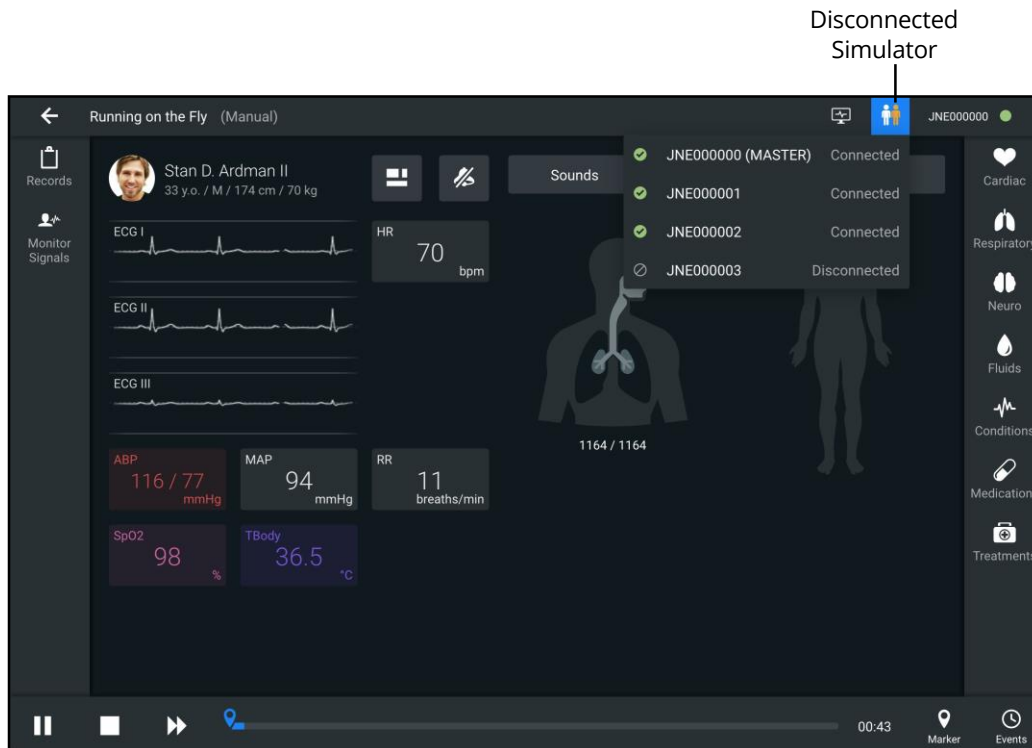 Disconnected
Simulator
Running on the Fly (Manual)
JNE000000
Records
Monitor
Signals
Stan D. Ardman II
33 y.o. / M / 174 cm / 70 kg
Sounds
JNE000000 (MASTER) Connected
JNE000001 Connected
JNE000002 Connected
JNE000003 Disconnected
ECG I
HR
70
bpm
ECG II
ECG III
ABP
116 / 77
mmHg
MAP
94
mmHg
RR
11
breaths/min
SpO2
98
%
TBody
36.5
°C
1164 / 1164
Cardiac
Respiratory
Neuro
Fluids
Conditions
Medication
Treatments
00:43
Marker
Events